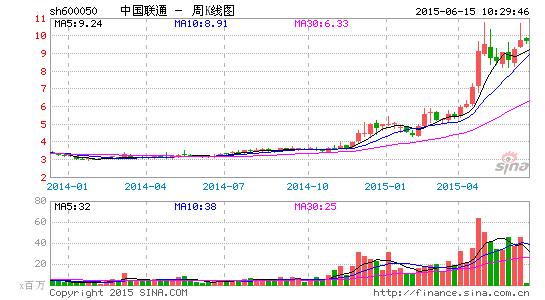 sh600050 中国联通 - 周K线图 2015-06-15 10:29:46
MA5:9.24 MA10:8.91 MA30:6.33
11
10
9
8
7
6
5
4
3
2
sina
2014-01 2014-04 2014-07 2014-10 2015-01 2015-04
MA5:32 MA10:38 MA30:25
80
60
40
20
x百万
Copyright 2015 SINA.COM http://finance.sina.com.cn